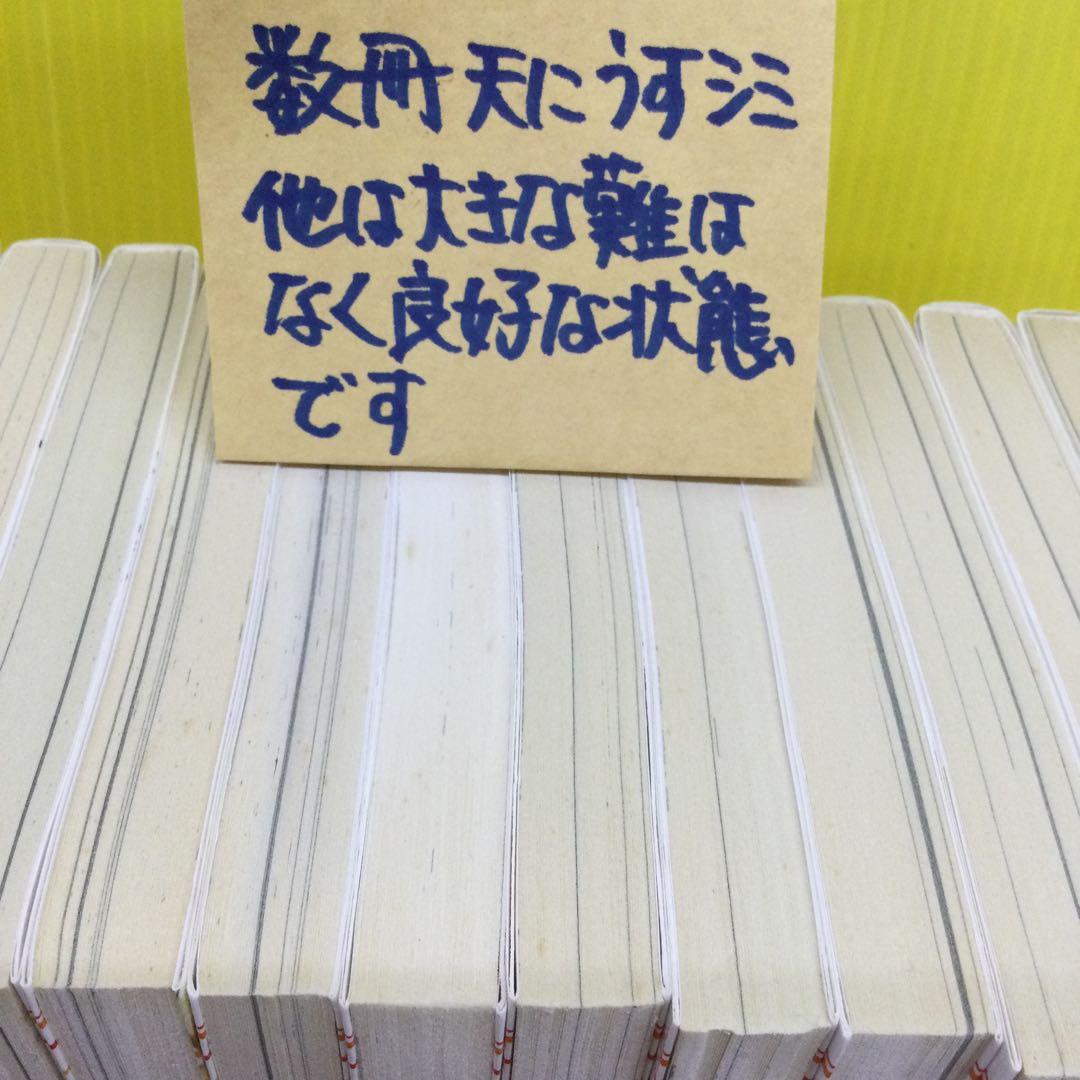 数冊 天にうすシミ
他は大きな難は
なく良好な状態
です